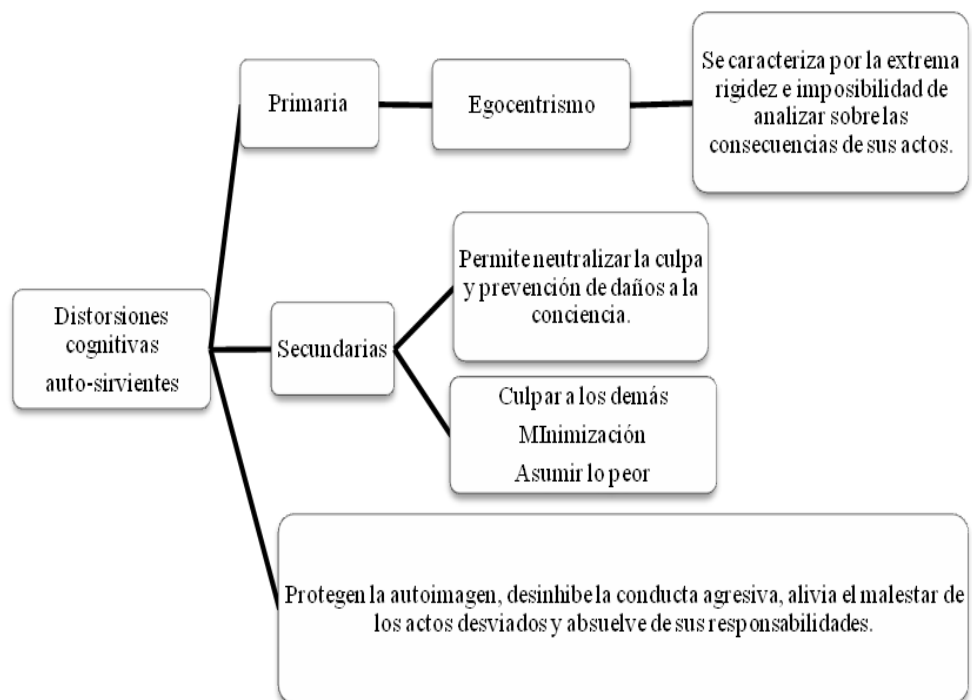 Distorsiones
cognitivas
auto-sirvientes
Primaria
Egocentrismo
Se caracteriza por la extrema
rigidez e imposibilidad de
analizar sobre las
consecuencias de sus actos.
Secundarias
Permite neutralizar la culpa
y prevención de daños a la
conciencia.
Culpar a los demás
MInimización
Asumir lo peor
Protegen la autoimagen, desinhibe la conducta agresiva, alivia el malestar de
los actos desviados y absuelve de sus responsabilidades.